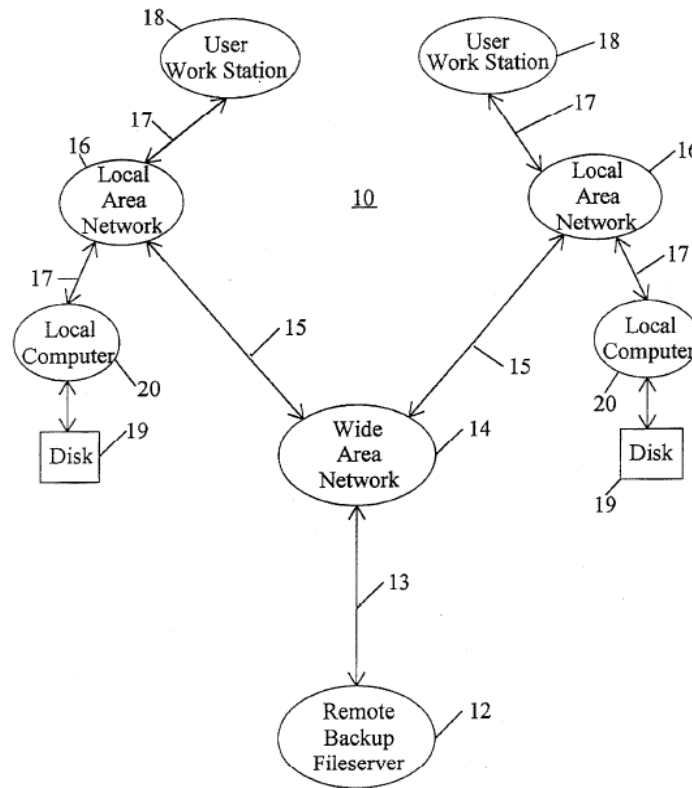 18
User
Work Station
User
Work Station
18
17
17
16
Local
Area
Network
10
Local
Area
Network
16
17
17
Local
Computer
20
15
15
Local
Computer
20
Disk
19
Wide
Area
Network
14
Disk
19
13
Remote
Backup
Fileserver
12